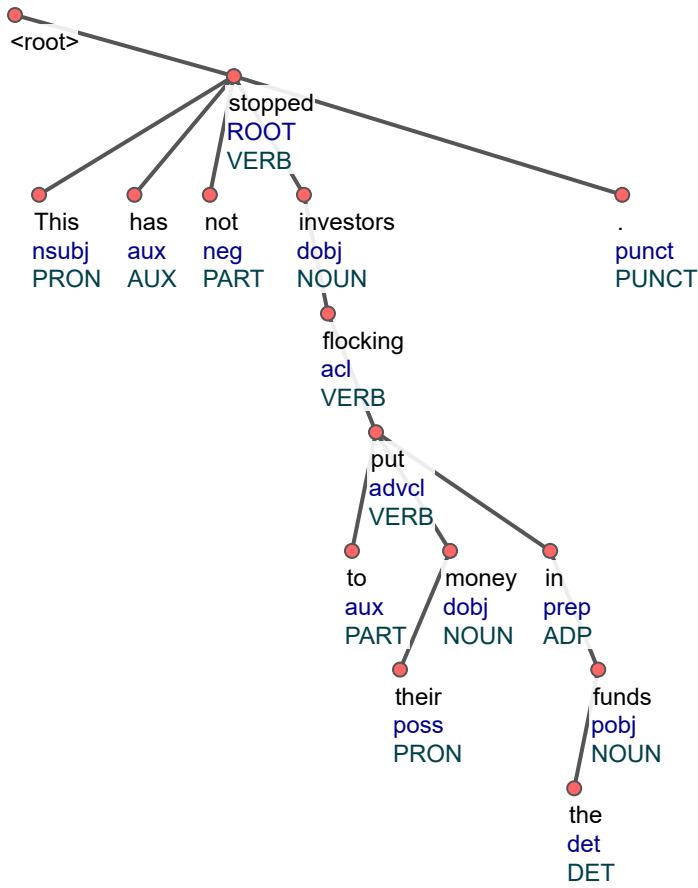 <root>
stopped
ROOT
VERB
This has not investors .
nsubj aux neg dobj punct
PRON AUX PART NOUN PUNCT
flocking
acl
VERB
put
advcl
VERB
to money in
aux dobj prep
PART NOUN ADP
their funds
poss pobj
PRON NOUN
the
det
DET